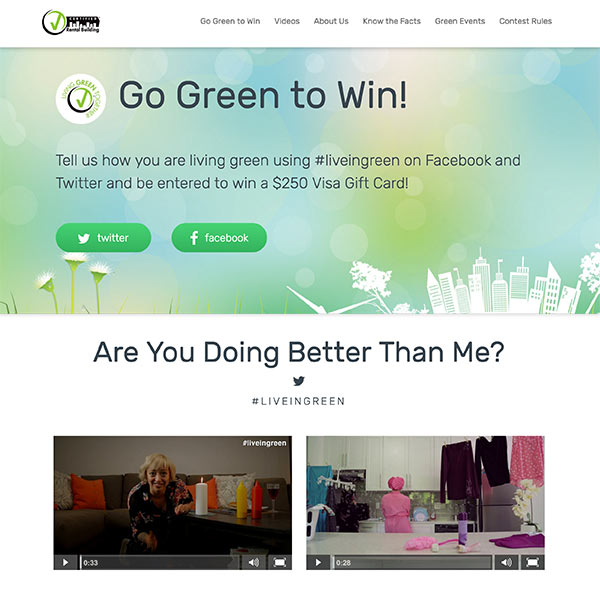 CERTIFIED
Rental Building
Go Green to Win
Videos
About Us
Know the Facts
Green Events
Contest Rules
LIVING GREEN TOGETHER
Go Green to Win!
Tell us how you are living green using #liveingreen on Facebook and
Twitter and be entered to win a $250 Visa Gift Card!
twitter
facebook
Are You Doing Better Than Me?
#LIVEINGREEN
#liveingreen
0:33
0:28